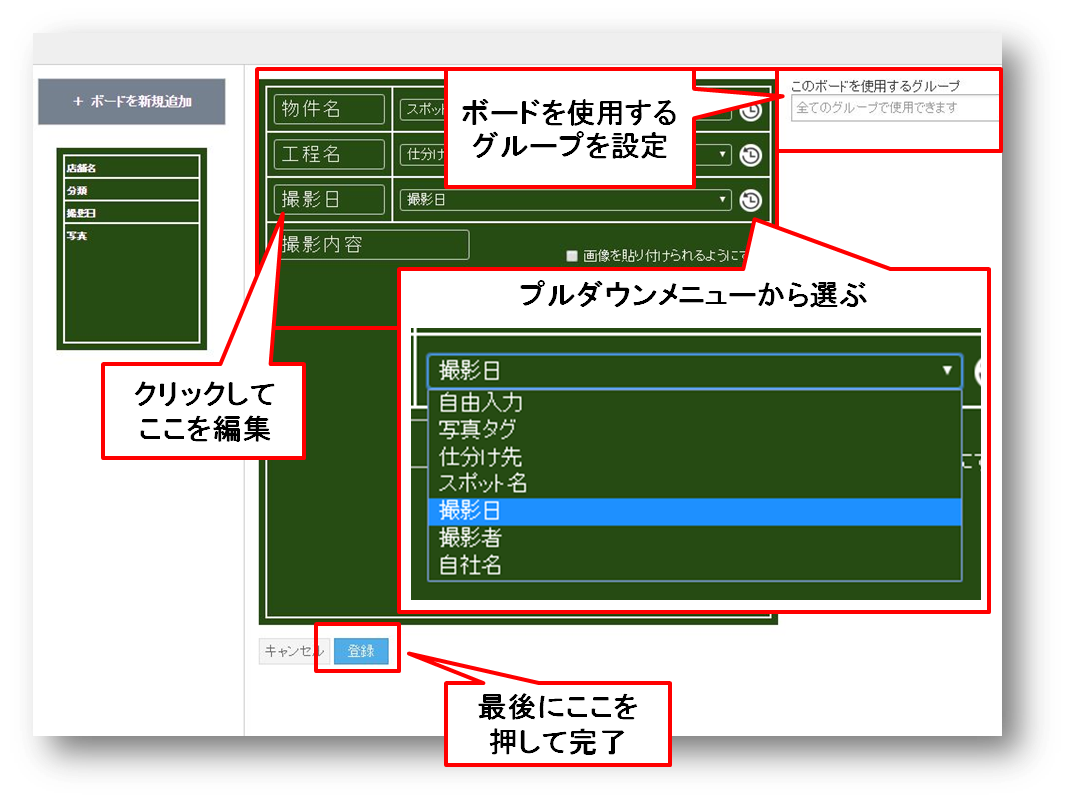 ＋ ボードを新規追加
店舗名
分類
撮影日
写真
物件名
スポッ
工程名
仕分け
撮影日
撮影日
撮影内容
画像を貼り付けられるように
ボードを使用する
グループを設定
このボードを使用するグループ
全てのグループで使用できます
クリックして
ここを編集
プルダウンメニューから選ぶ
撮影日
自由入力
写真タグ
仕分け先
スポット名
撮影日
撮影者
自社名
キャンセル
登録
最後にここを
押して完了